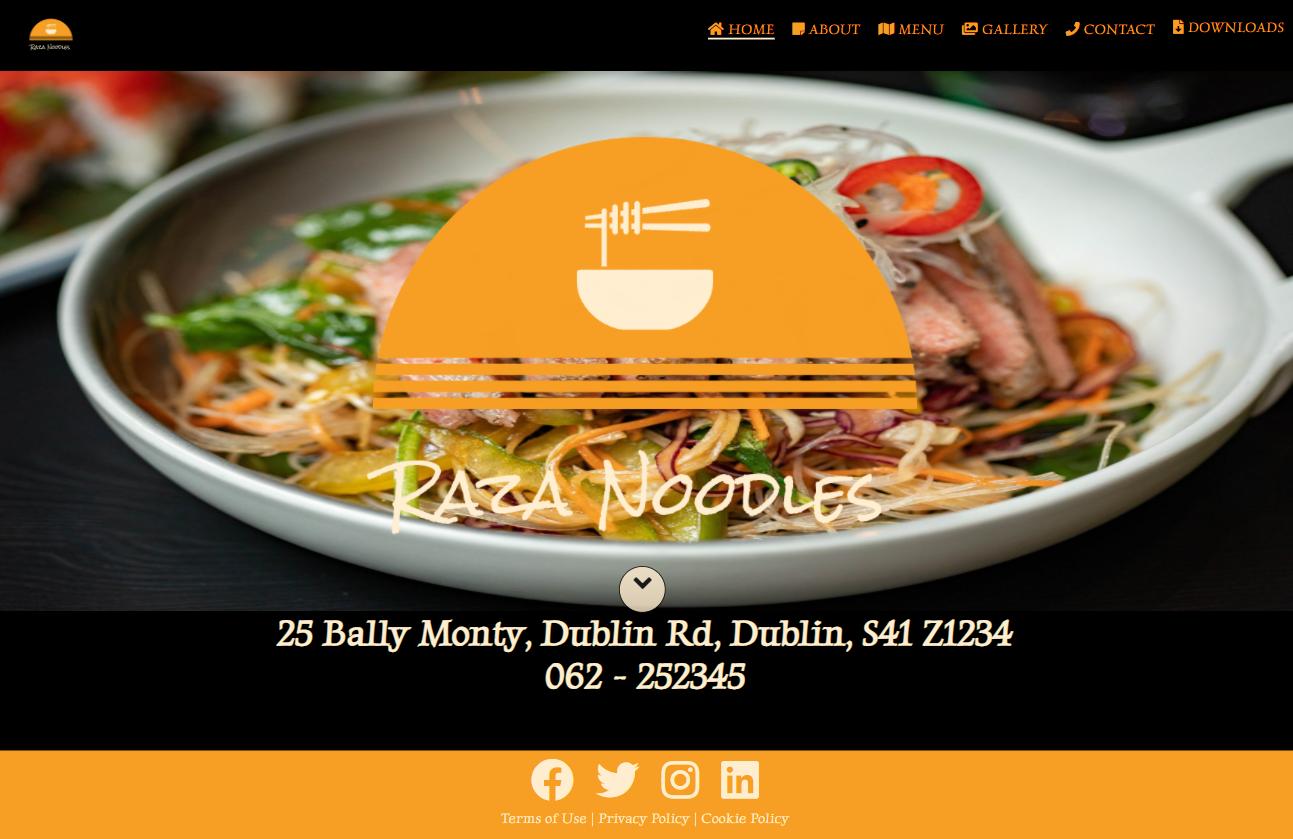 Raza Noodles
HOME ABOUT MENU GALLERY CONTACT DOWNLOADS
Raza Noodles
25 Bally Monty, Dublin Rd, Dublin, S41 Z1234
062 - 252345
Terms of Use | Privacy Policy | Cookie Policy